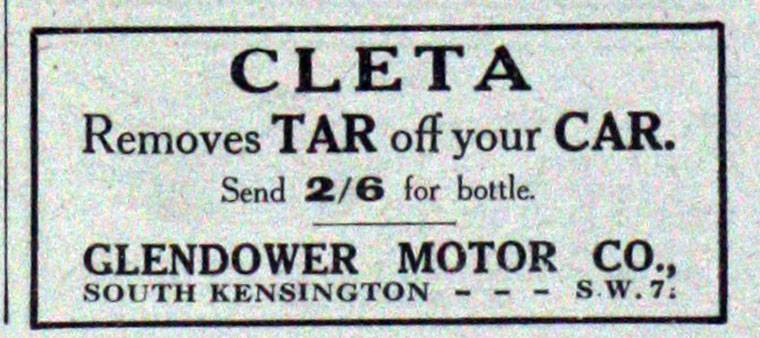 CLETA
Removes TAR off your CAR.
Send 2/6 for bottle.
GLENDOWER MOTOR CO.,
SOUTH KENSINGTON - - - S.W.7.